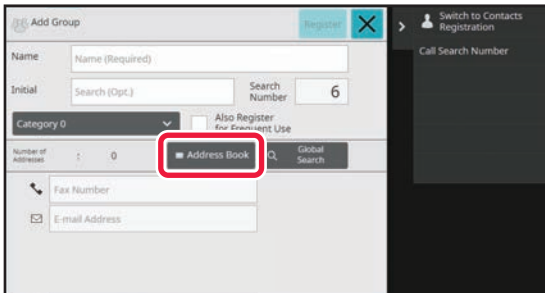 Add Group
Register
Switch to Contacts
Registration
Call Search Number
Name
Name (Required)
Initial
Search (Opt.)
Search
Number
6
Category 0
Also Register
for Frequent Use
Number of
Addresses
:
0
Address Book
Global
Search
Fax Number
E-mail Address